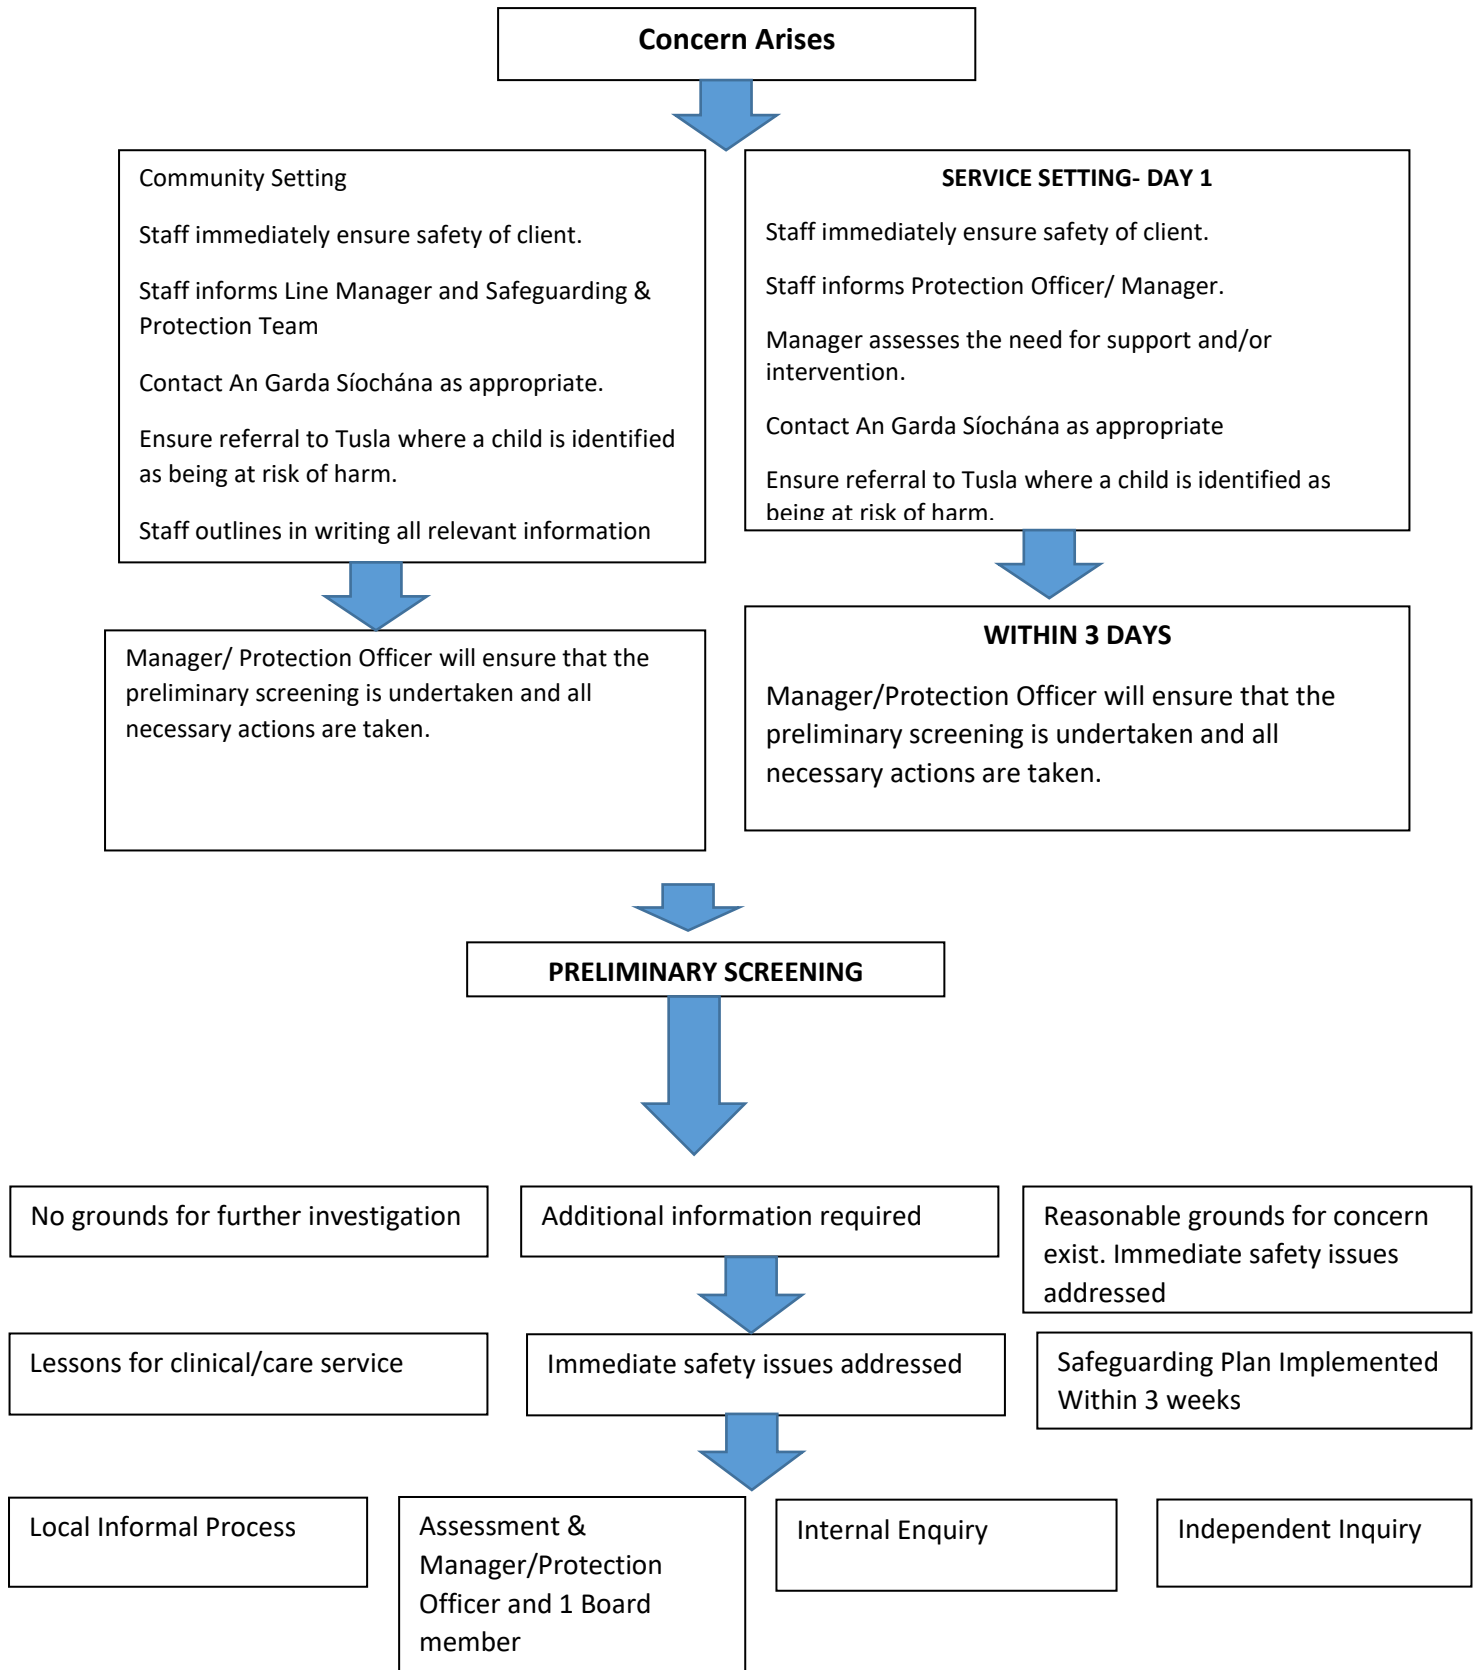 Concern Arises
Community Setting
Staff immediately ensure safety of client.
Staff informs Line Manager and Safeguarding &
Protection Team
Contact An Garda Síochána as appropriate.
Ensure referral to Tusla where a child is identified
as being at risk of harm.
Staff outlines in writing all relevant information
SERVICE SETTING- DAY 1
Staff immediately ensure safety of client.
Staff informs Protection Officer/ Manager.
Manager assesses the need for support and/or
intervention.
Contact An Garda Síochána as appropriate
Ensure referral to Tusla where a child is identified as
being at risk of harm.
Manager/ Protection Officer will ensure that the
preliminary screening is undertaken and all
necessary actions are taken.
WITHIN 3 DAYS
Manager/Protection Officer will ensure that the
preliminary screening is undertaken and all
necessary actions are taken.
PRELIMINARY SCREENING
No grounds for further investigation
Additional information required
Reasonable grounds for concern
exist. Immediate safety issues
addressed
Lessons for clinical/care service
Immediate safety issues addressed
Safeguarding Plan Implemented
Within 3 weeks
Local Informal Process
Assessment &
Manager/Protection
Officer and 1 Board
member
Internal Enquiry
Independent Inquiry